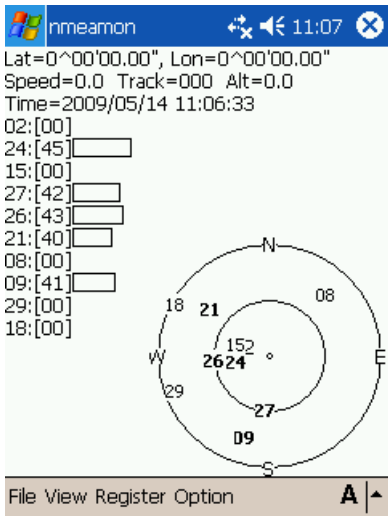 nmeamon 11:07
Lat=0^00'00.00", Lon=0^00'00.00"
Speed=0.0 Track=000 Alt=0.0
Time=2009/05/14 11:06:33
02:[00]
24:[45]
15:[00]
27:[42]
26:[43]
21:[40]
08:[00]
09:[41]
29:[00]
18:[00]
N
08
18
21
152
W
2624
E
29
27
09
S
File View Register Option A